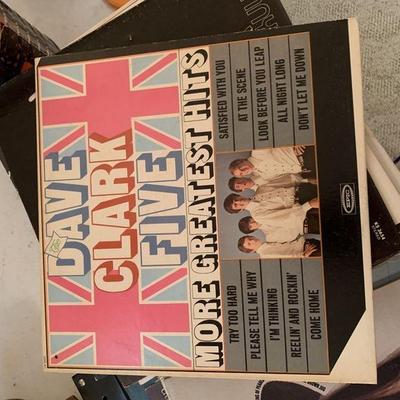 DAVE
CLARK
FIVE
MORE GREATEST HITS
SATISFIED WITH YOU
AT THE SCENE
LOOK BEFORE YOU LEAP
ALL NIGHT LONG
DON'T LET ME DOWN
TRY TOO HARD
PLEASE TELL ME WHY
I'M THINKING
REELIN' AND ROCKIN'
COME HOME
EPIC